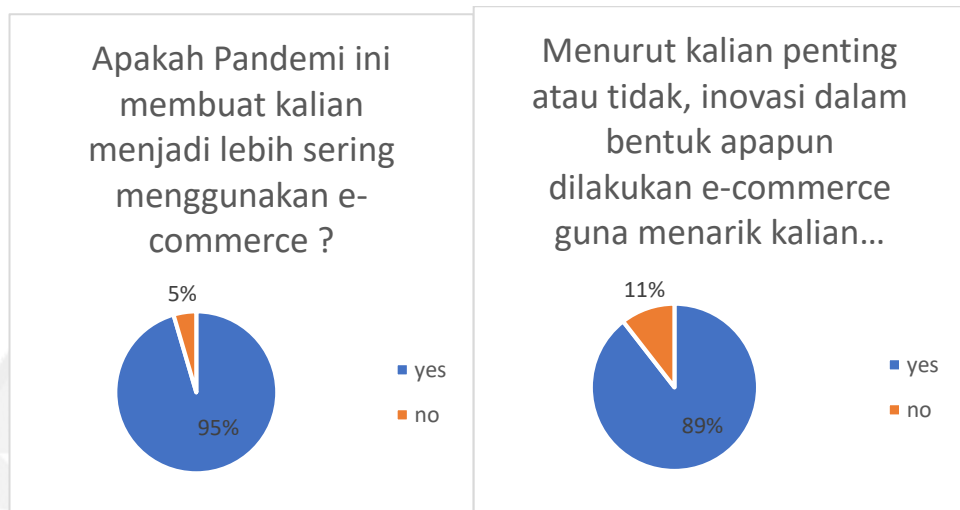 Apakah Pandemi ini
membuat kalian
menjadi lebih sering
menggunakan e-
commerce ?
5%
95%
yes
no
Menurut kalian penting
atau tidak, inovasi dalam
bentuk apapun
dilakukan e-commerce
guna menarik kalian...
11%
89%
yes
no